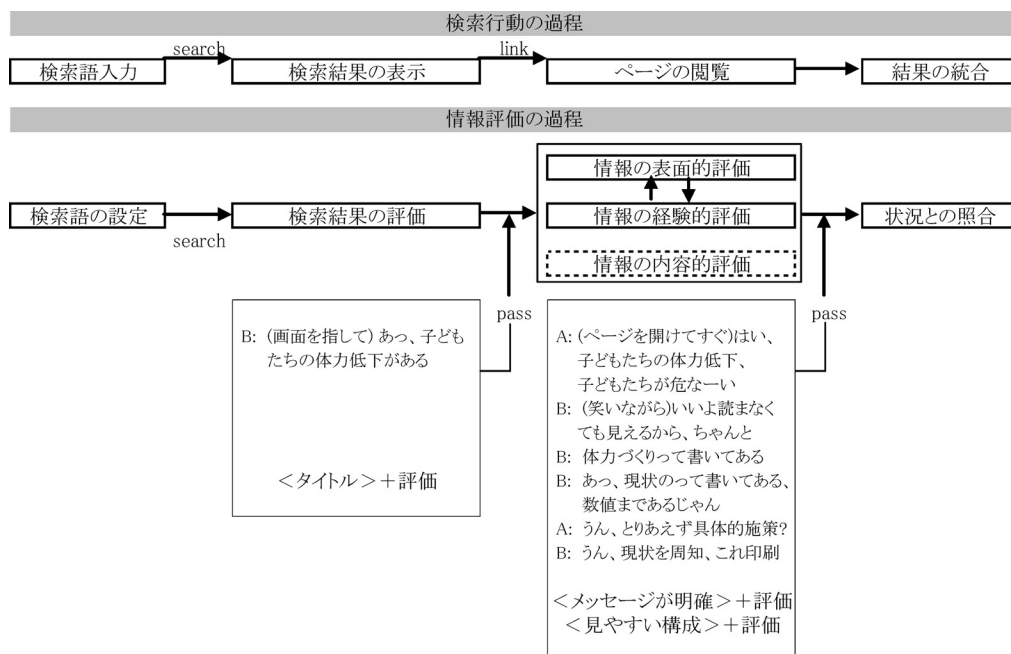 検索行動の過程
search
link
検索語入力
検索結果の表示
ページの閲覧
結果の統合
情報評価の過程
情報の表面的評価
検索語の設定
検索結果の評価
情報の経験的評価
状況との照合
search
情報の内容的評価
pass
pass
B: (画面を指して) あっ、子ども
たちの体力低下がある
<タイトル>+評価
A: (ページを開けてすぐ)はい、
子どもたちの体力低下、
子どもたちが危なーい
B: (笑いながら)いいよ読まなく
ても見えるから、ちゃんと
B: 体力づくりって書いてある
B: あっ、現状のって書いてある、
数値まであるじゃん
A: うん、とりあえず具体的施策?
B: うん、現状を周知、これ印刷
<メッセージが明確>+評価
<見やすい構成>+評価